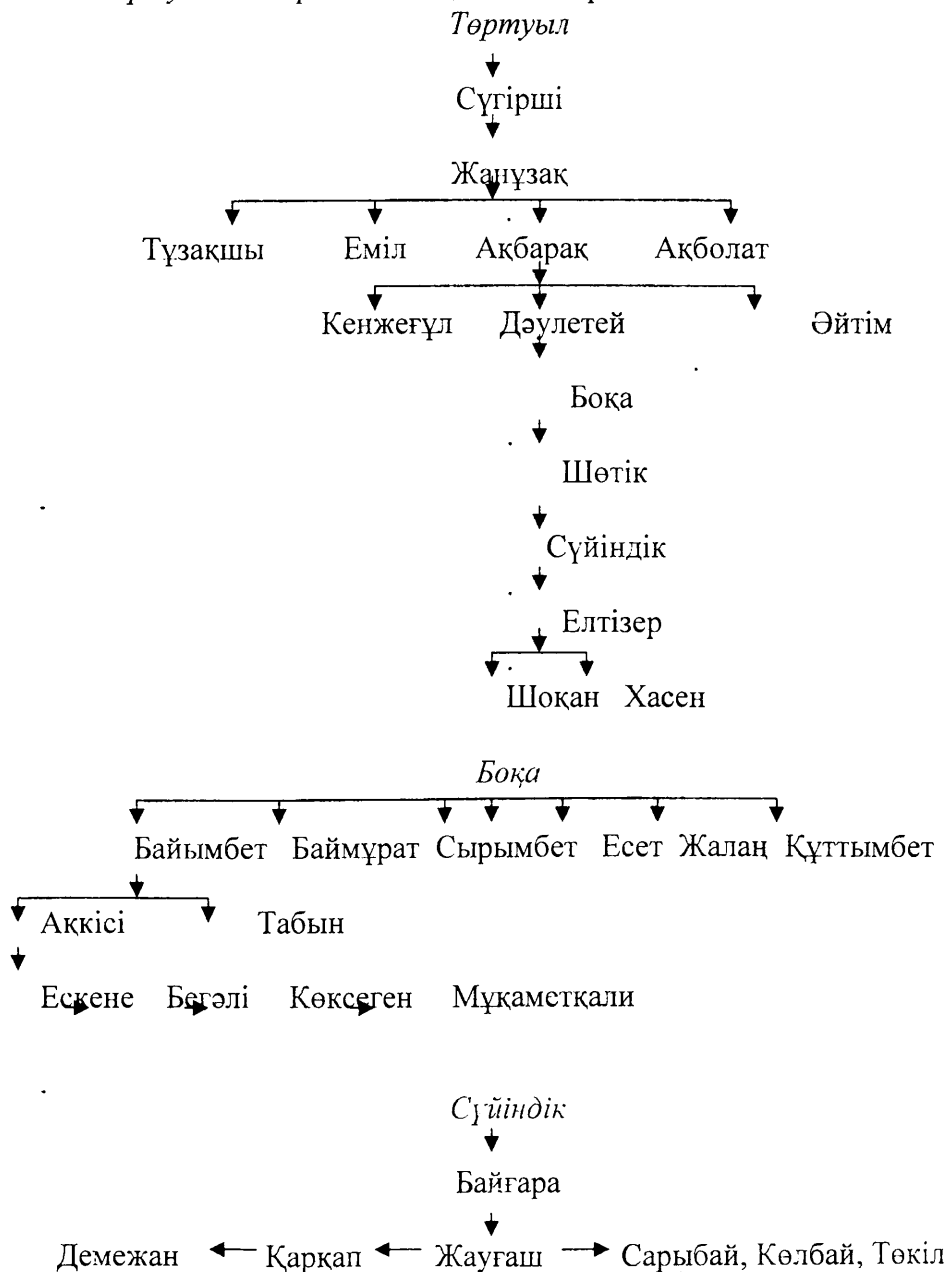 Төртуыл
Сүгірші
Жанұзақ
Тұзақшы Еміл Ақбарақ Ақболат
Кенжеғұл Дәулетей Әйтім
Боқа
Шөтік
Сүйіндік
Елтізер
Шоқан Хасен
Боқа
Байымбет Баймұрат Сырымбет Есет Жалаң Құттымбет
Ақкісі Табын
Ескене Бегәлі Көксеген Мұқаметқали
Сүйіндік
Байғара
Демежан Қарқап Жауғаш Сарыбай, Көлбай, Төкіл